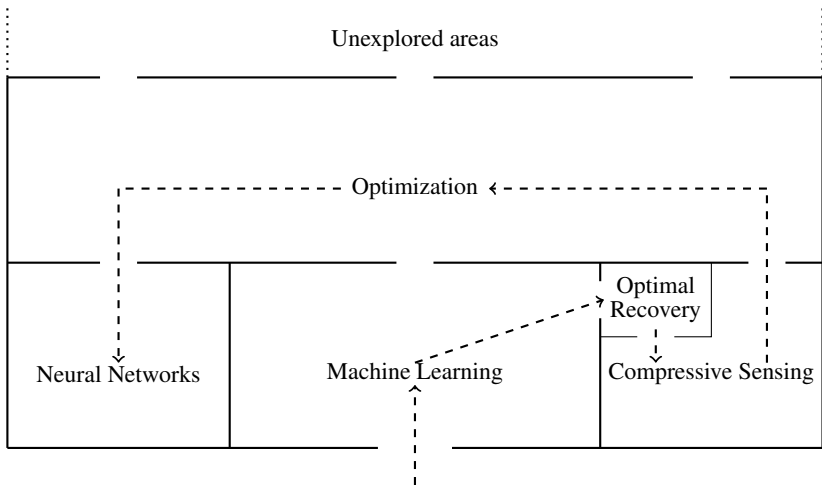 Unexplored areas
Optimization
Optimal
Recovery
Neural Networks
Machine Learning
Compressive Sensing